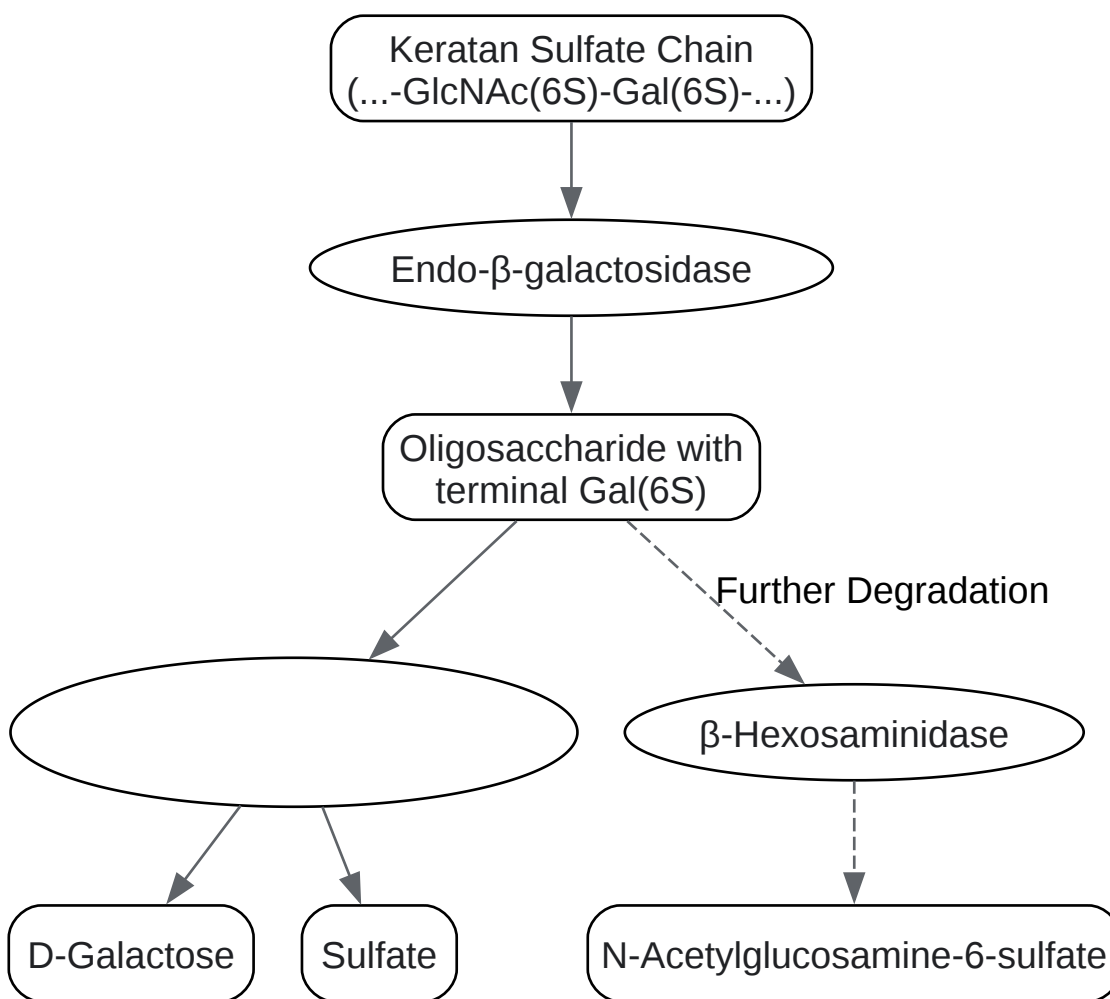 Keratan Sulfate Chain
(...-GlcNAc(6S)-Gal(6S)-...)
Endo-β-galactosidase
Oligosaccharide with
terminal Gal(6S)
Further Degradation
β-Hexosaminidase
D-Galactose
Sulfate
N-Acetylglucosamine-6-sulfate